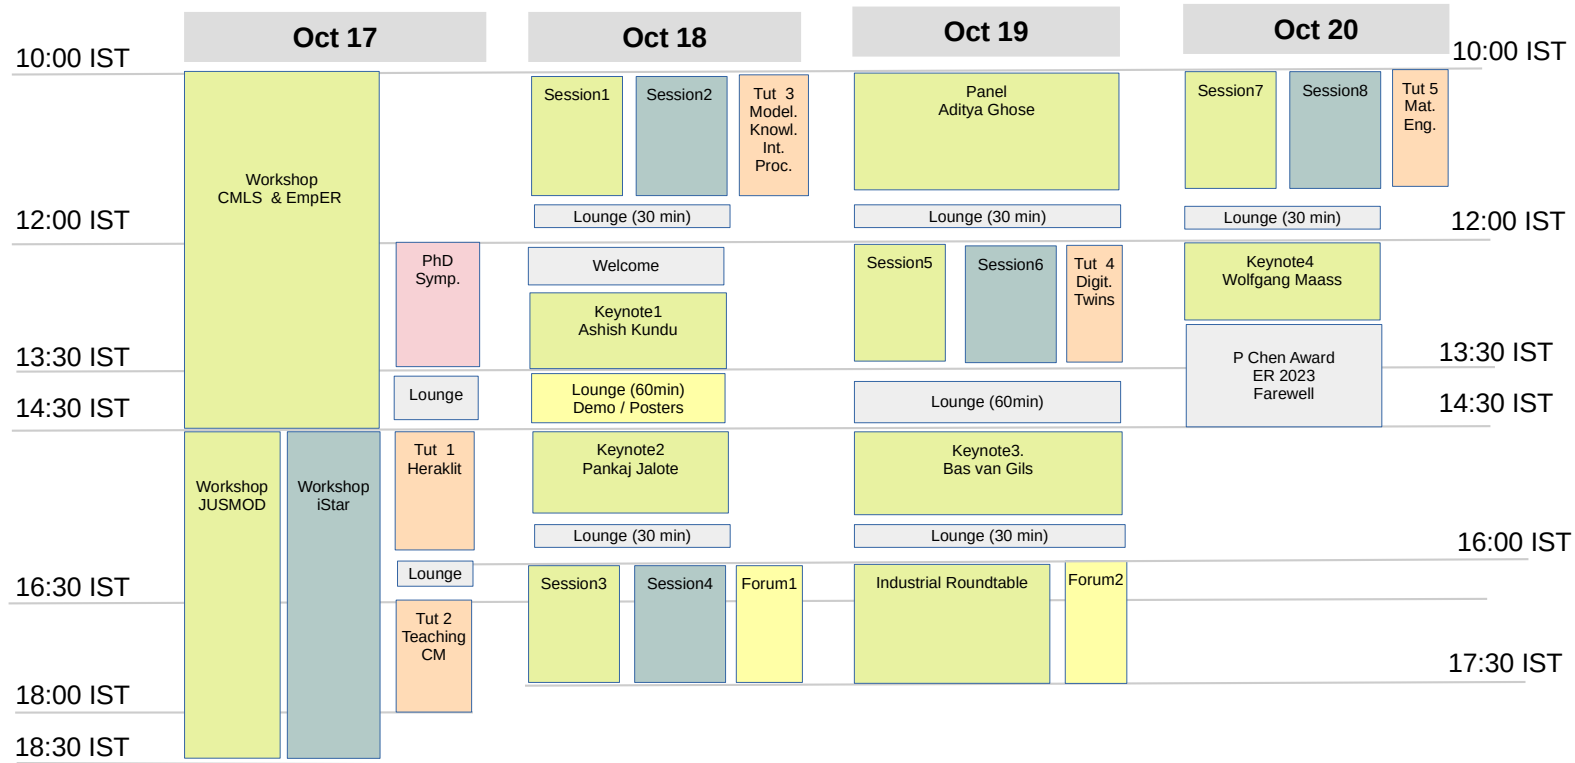 Oct 17
Oct 18
Oct 19
Oct 20
10:00 IST
10:00 IST
Workshop
CMLS & EmpER
Session1
Session2
Tut 3
Model.
Knowl.
Int.
Proc.
Panel
Aditya Ghose
Session7
Session8
Tut 5
Mat.
Eng.
Lounge (30 min)
Lounge (30 min)
Lounge (30 min)
12:00 IST
12:00 IST
PhD
Symp.
Welcome
Keynote1
Ashish Kundu
Session5
Session6
Tut 4
Digit.
Twins
Keynote4
Wolfgang Maass
13:30 IST
13:30 IST
Lounge
Lounge (60min)
Demo / Posters
Lounge (60min)
P Chen Award
ER 2023
Farewell
14:30 IST
14:30 IST
Workshop
JUSMOD
Workshop
iStar
Tut 1
Heraklit
Keynote2
Pankaj Jalote
Keynote3.
Bas van Gils
Lounge (30 min)
Lounge (30 min)
16:00 IST
Lounge
16:30 IST
Session3
Session4
Forum1
Industrial Roundtable
Forum2
Tut 2
Teaching
CM
17:30 IST
18:00 IST
18:30 IST